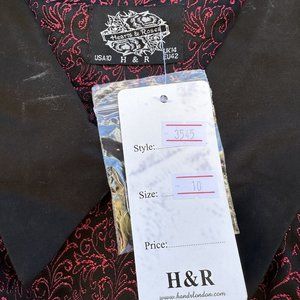 Hearts & Roses
USA10 H & R UK14
EU42
Style: 3545
Size: 10
Price:
H&R
www.handrlondon.com